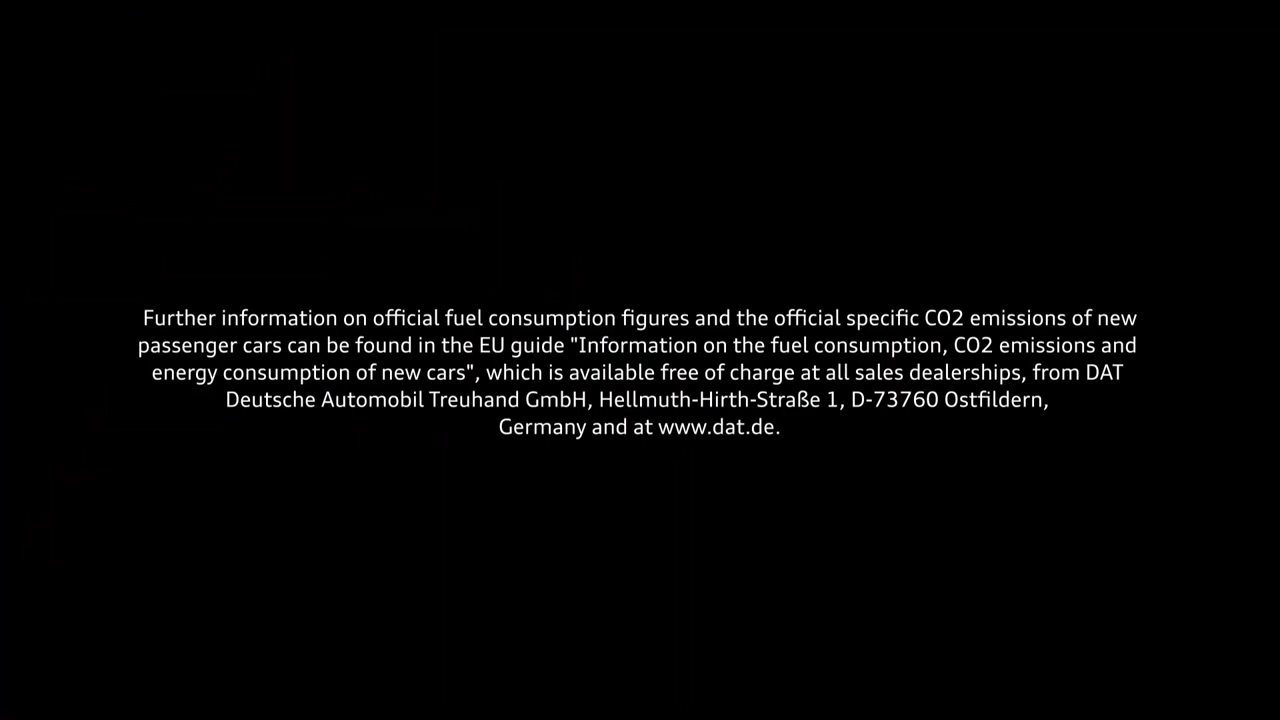 Further information on official fuel consumption figures and the official specific CO2 emissions of new
passenger cars can be found in the EU guide "Information on the fuel consumption, CO2 emissions and
energy consumption of new cars", which is available free of charge at all sales dealerships, from DAT
Deutsche Automobil Treuhand GmbH, Hellmuth-Hirth-Straße 1, D-73760 Ostfildern,
Germany and at www.dat.de.